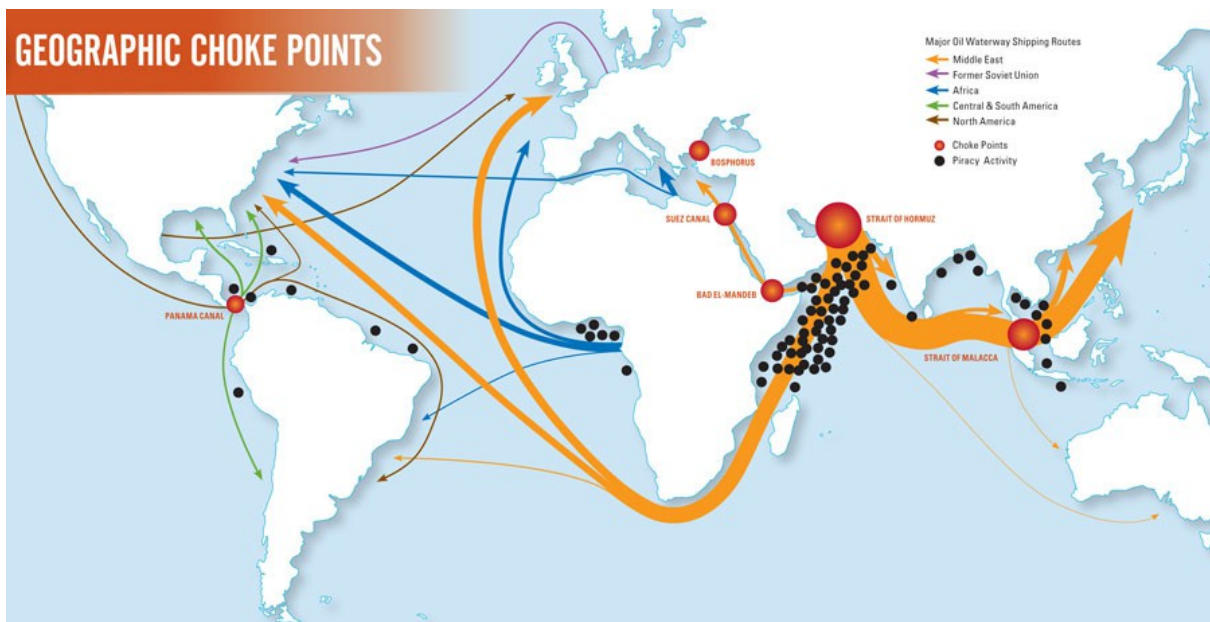 GEOGRAPHIC CHOKE POINTS
Major Oil Waterway Shipping Routes
Middle East
Former Soviet Union
Africa
Central & South America
North America
Choke Points
Piracy Activity
BOSPHORUS
SUEZ CANAL
STRAIT OF HORMUZ
BAD EL-MANDEB
PANAMA CANAL
STRAIT OF MALACCA